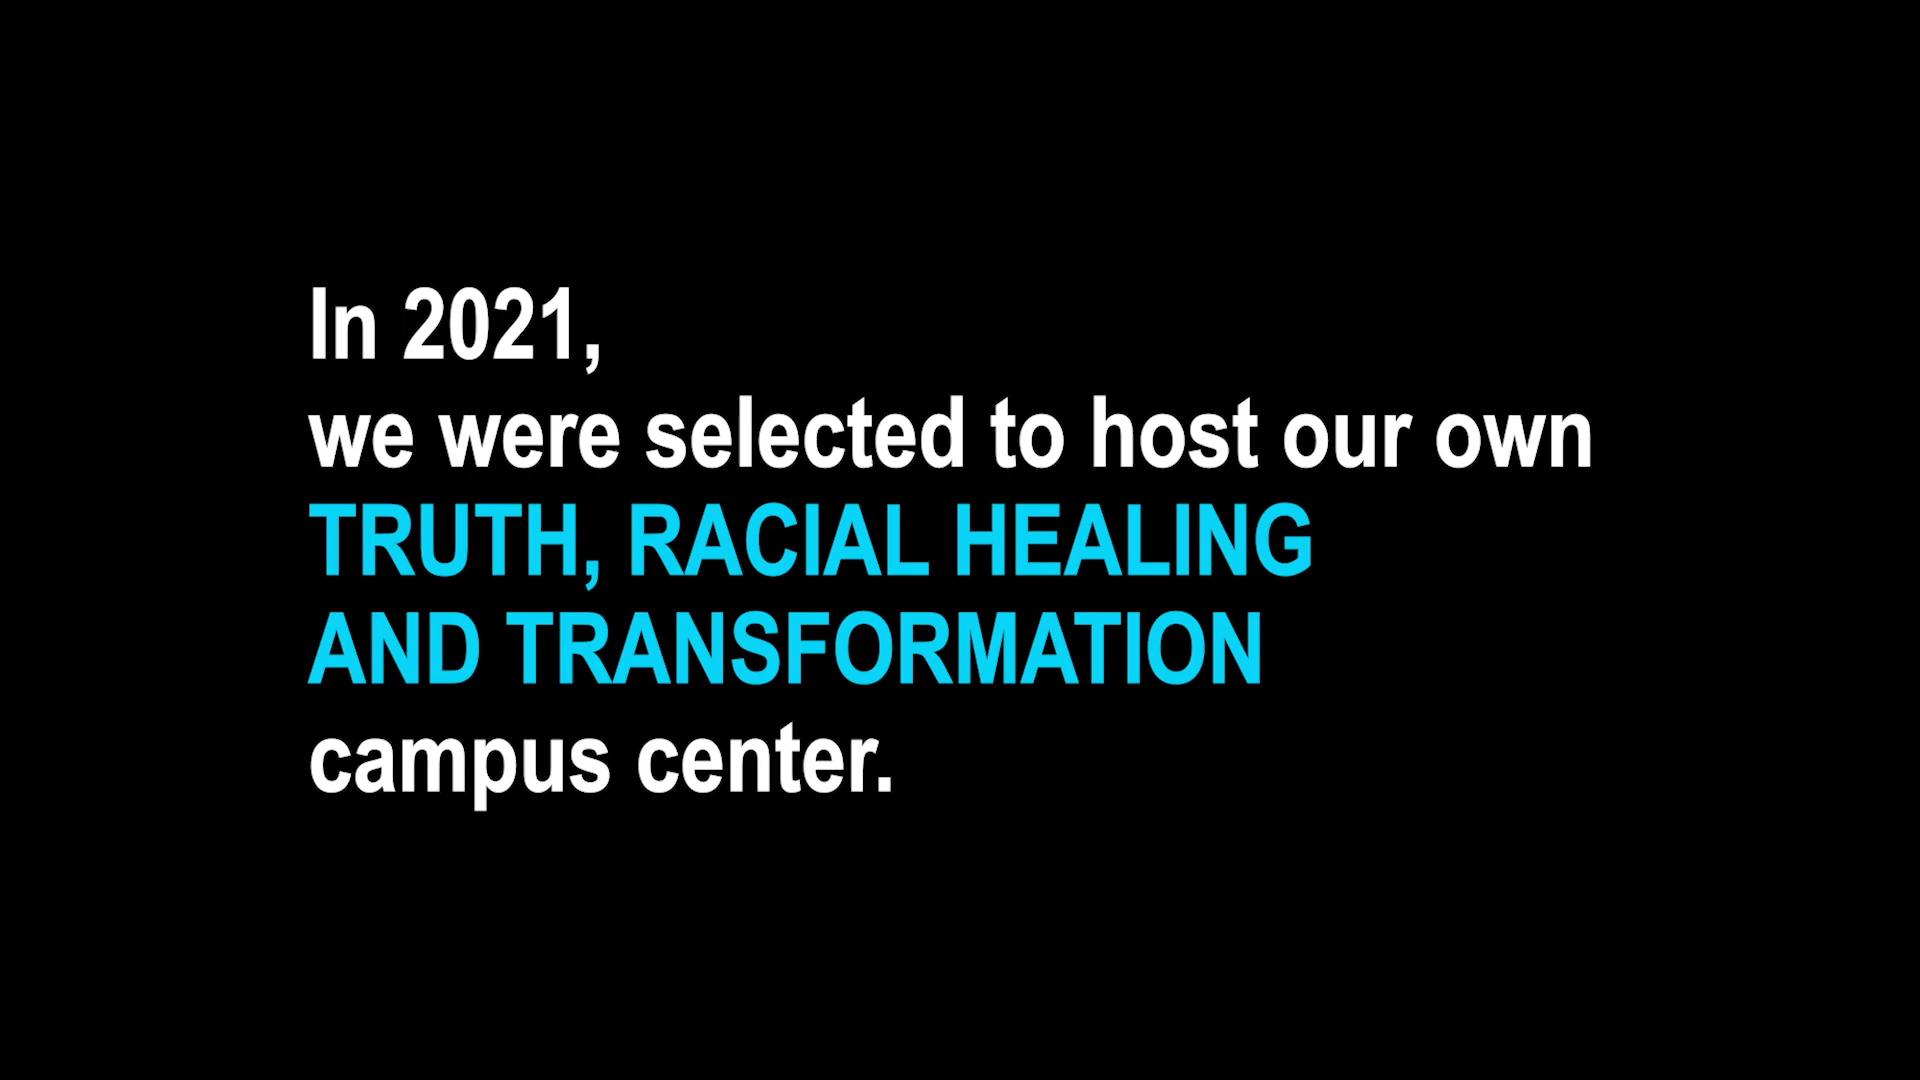 In 2021,
we were selected to host our own
TRUTH, RACIAL HEALING
AND TRANSFORMATION
campus center.